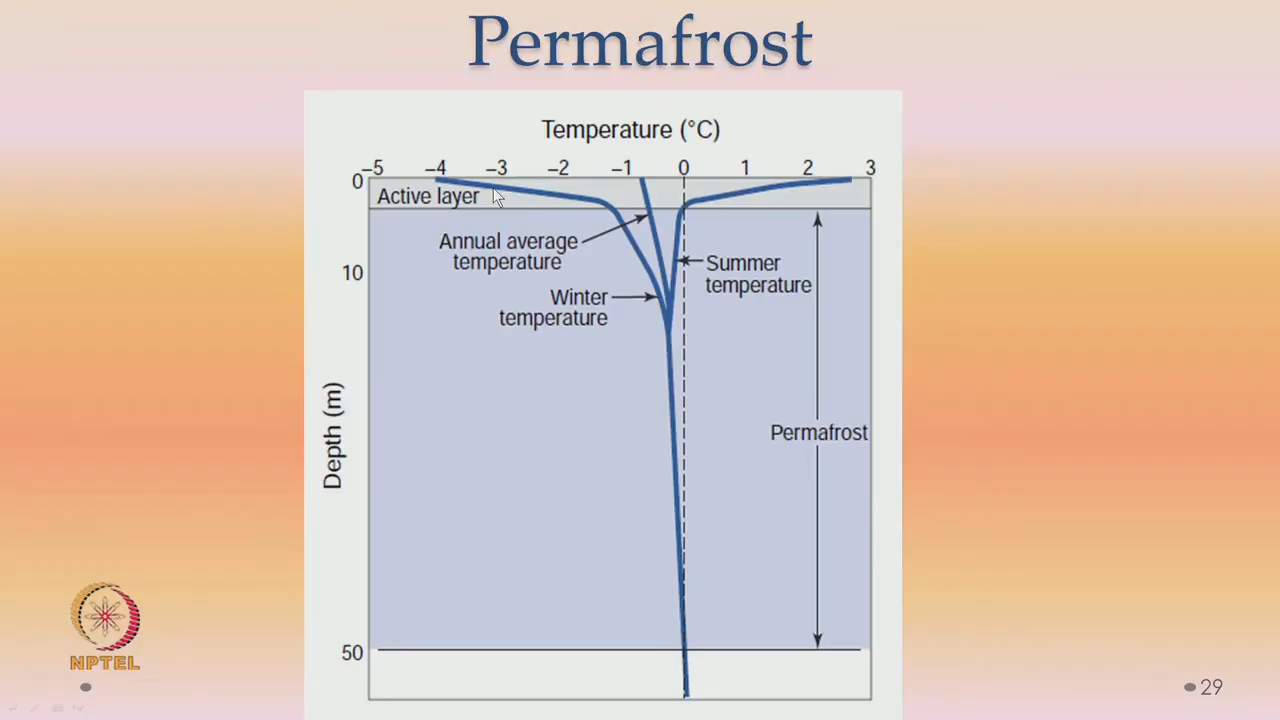 Permafrost
Temperature (°C)
–5 –4 –3 –2 –1 0 1 2 3
0
Active layer
Annual average
temperature
10
Summer
temperature
Winter
temperature
Depth (m)
Permafrost
50
NPTEL
29